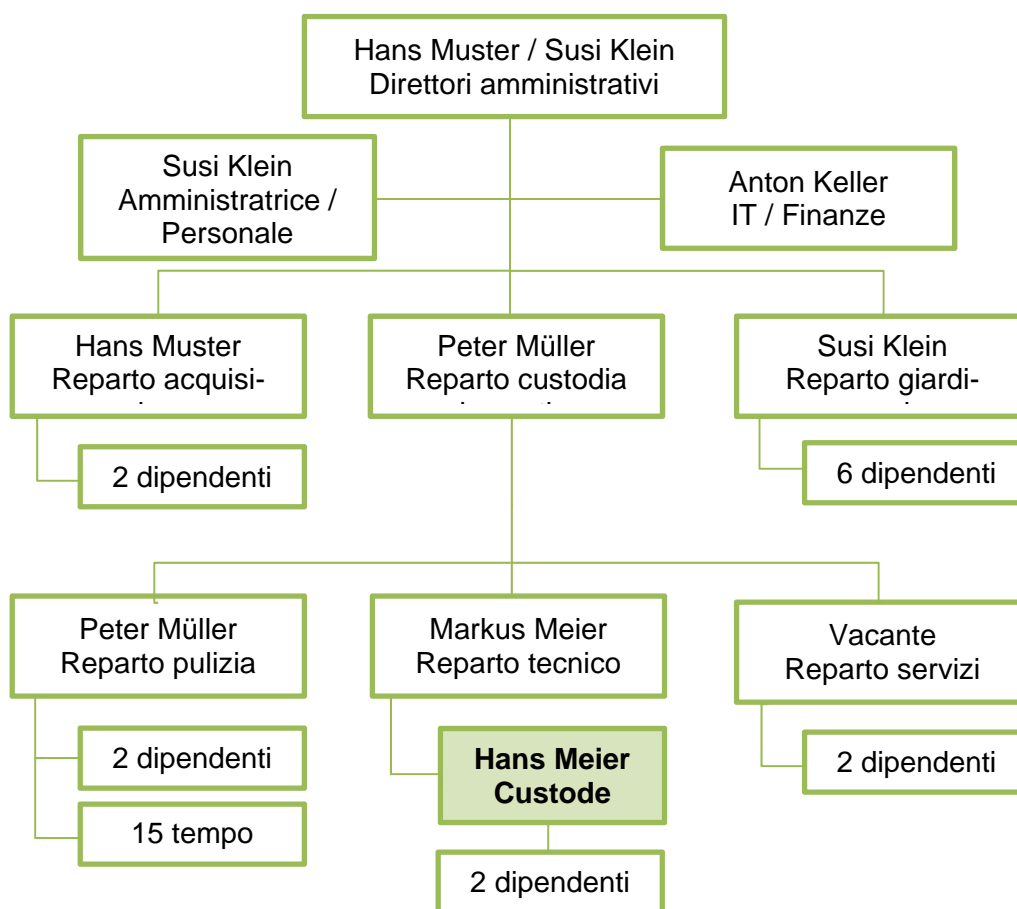 Hans Muster / Susi Klein
Direttori amministrativi
Susi Klein
Amministratrice /
Personale
Anton Keller
IT / Finanze
Hans Muster
Reparto acquisi-
Peter Müller
Reparto custodia
Susi Klein
Reparto giardi-
2 dipendenti
6 dipendenti
Peter Müller
Reparto pulizia
Markus Meier
Reparto tecnico
Vacante
Reparto servizi
2 dipendenti
15 tempo
Hans Meier
Custode
2 dipendenti
2 dipendenti